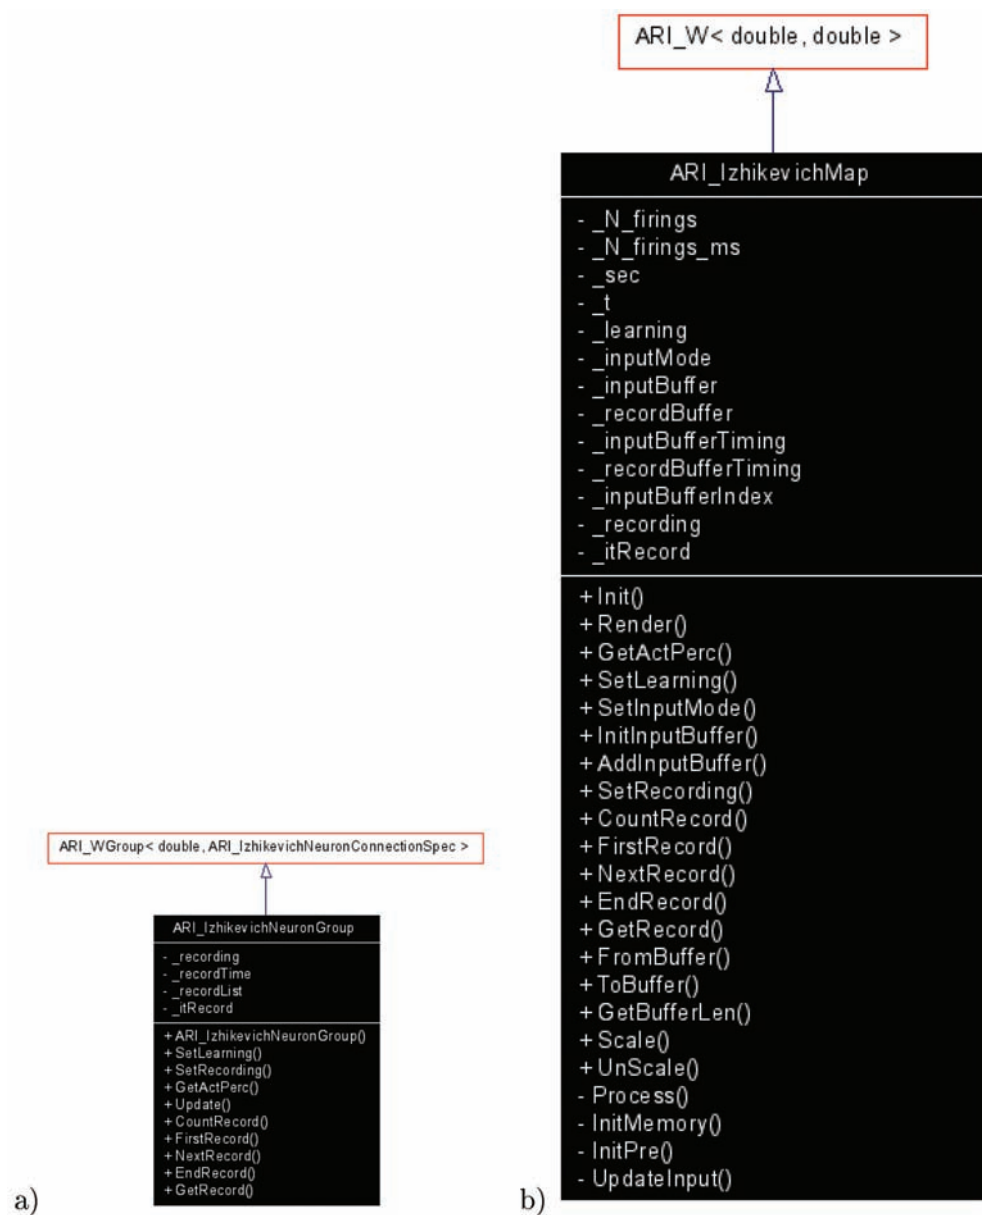 ARI_WGroup< double, ARI_IzhikevichNeuronConnectionSpec >
ARI_IzhikevichNeuronGroup
- _recording
- _recordTime
- _recordList
- _itRecord
+ ARI_IzhikevichNeuronGroup()
+ SetLearning()
+ SetRecording()
+ GetActPerc()
+ Update()
+ CountRecord()
+ FirstRecord()
+ NextRecord()
+ EndRecord()
+ GetRecord()
a)
ARI_W< double, double >
ARI_IzhikevichMap
- _N_firings
- _N_firings_ms
- _sec
- _t
- _learning
- _inputMode
- _inputBuffer
- _recordBuffer
- _inputBufferTiming
- _recordBufferTiming
- _inputBufferIndex
- _recording
- _itRecord
+ Init()
+ Render()
+ GetActPerc()
+ SetLearning()
+ SetInputMode()
+ InitInputBuffer()
+ AddInputBuffer()
+ SetRecording()
+ CountRecord()
+ FirstRecord()
+ NextRecord()
+ EndRecord()
+ GetRecord()
+ FromBuffer()
+ ToBuffer()
+ GetBufferLen()
+ Scale()
+ UnScale()
- Process()
- InitMemory()
- InitPre()
- UpdateInput()
b)